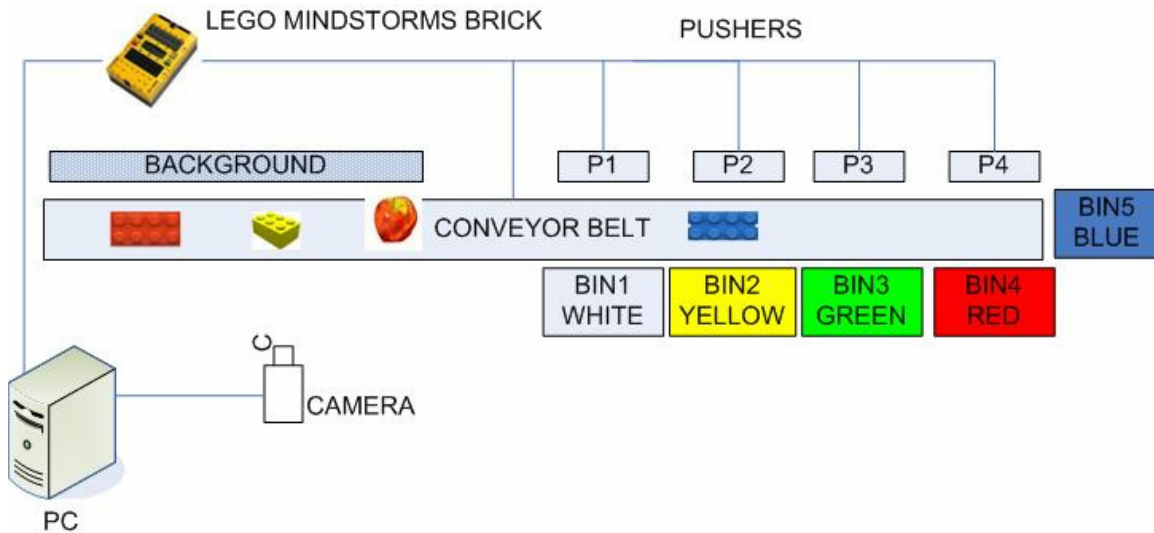 LEGO MINDSTORMS BRICK
PUSHERS
BACKGROUND
P1
P2
P3
P4
CONVEYOR BELT
BIN5
BLUE
BIN1
WHITE
BIN2
YELLOW
BIN3
GREEN
BIN4
RED
C
CAMERA
PC